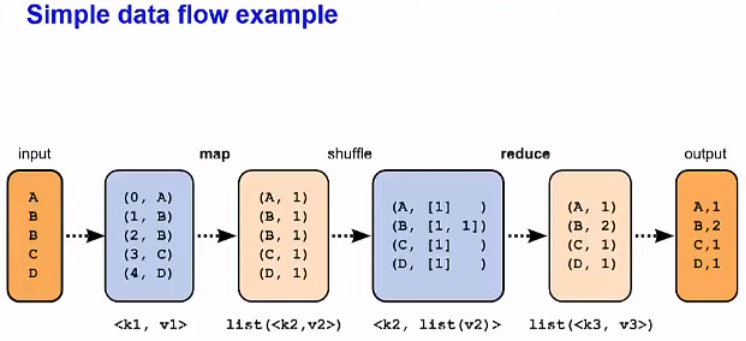 Simple data flow example
input map shuffle reduce output
A
B
B
C
D
(0, A)
(1, B)
(2, B)
(3, C)
(4, D)
(A, 1)
(B, 1)
(B, 1)
(C, 1)
(D, 1)
(A, [1] )
(B, [1, 1])
(C, [1] )
(D, [1] )
(A, 1)
(B, 2)
(C, 1)
(D, 1)
A,1
B,2
C,1
D,1
<k1, v1> list(<k2,v2>) <k2, list(v2)> list(<k3, v3>)